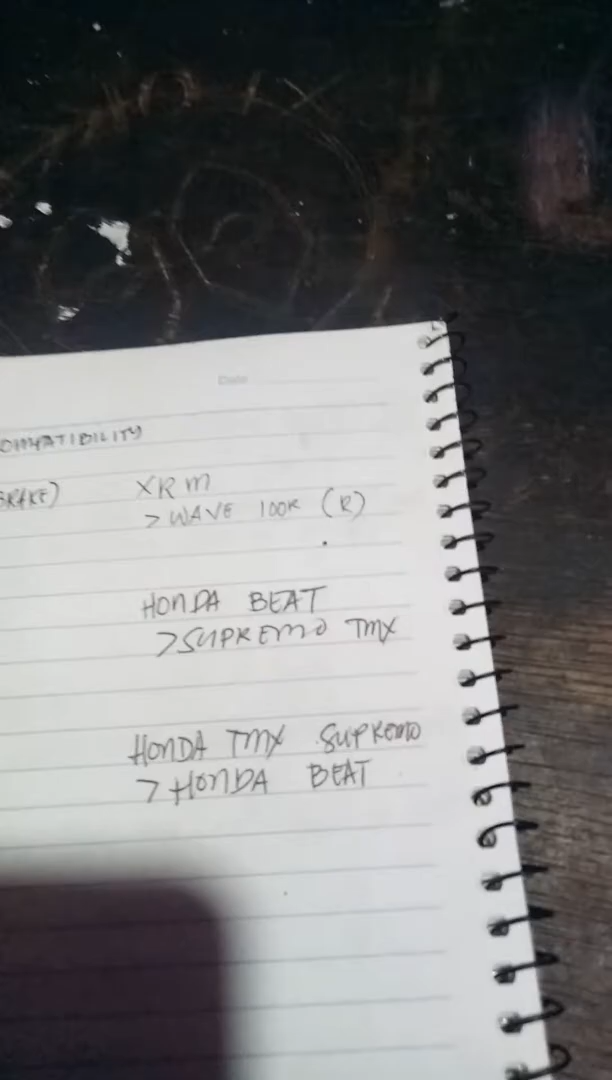 Date
OMPATIBILITY
BRAKE)
XRM
> WAVE 100R (R)
HONDA BEAT
> SUPREMO TMX
HONDA TMX SUPREMO
> HONDA BEAT